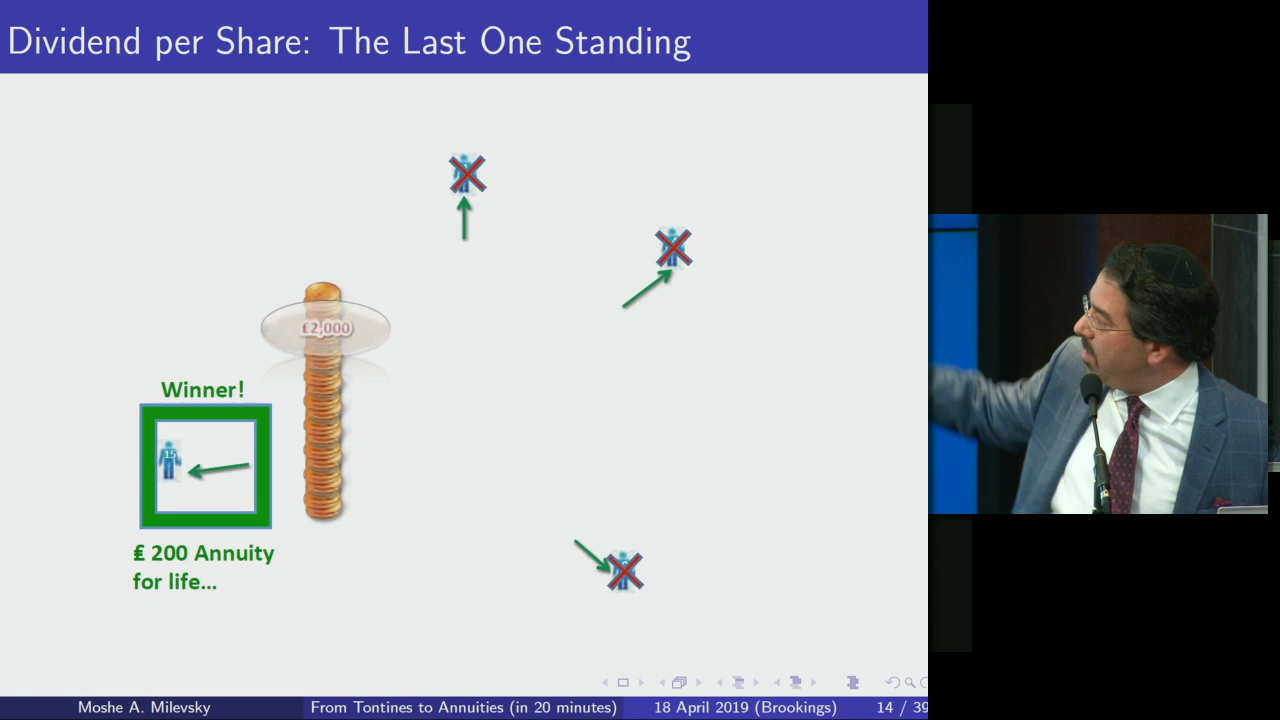 Dividend per Share: The Last One Standing
£2,000
Winner!
15
₤ 200 Annuity
for life…
Moshe A. Milevsky
From Tontines to Annuities (in 20 minutes)
18 April 2019 (Brookings)
14 / 39